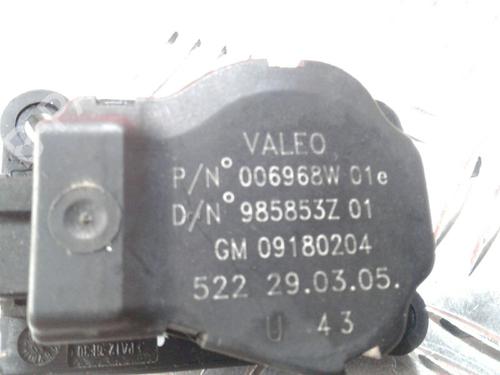 VALEO
P/N° 006968W 01e
D/N° 985853Z 01
GM 09180204
522 29.03.05.
U 43